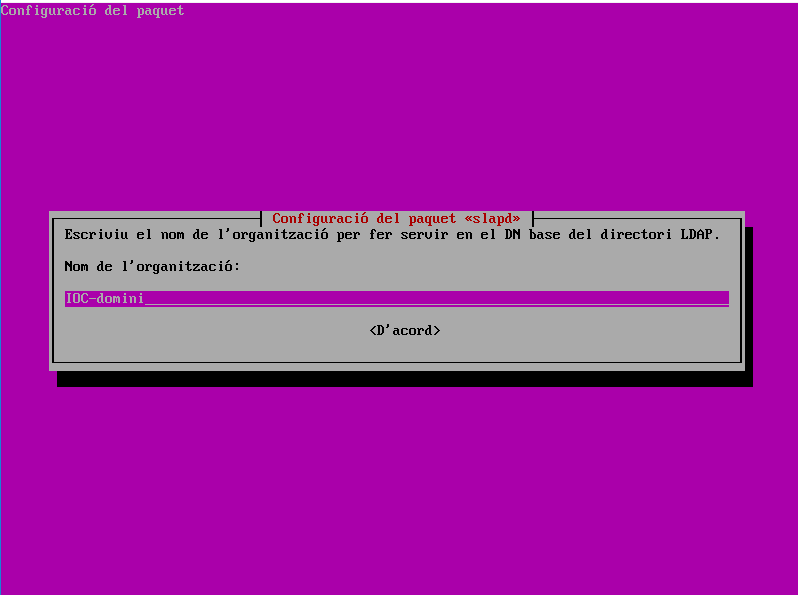 Configuració del paquet
Configuració del paquet «slapd»
Escriviu el nom de l'organització per fer servir en el DN base del directori LDAP.
Nom de l'organització:
IOC-domini
<D'acord>